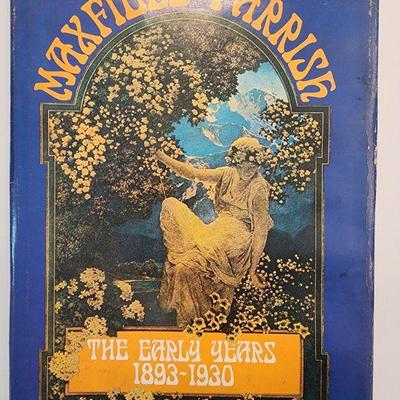 MAXFIELD PARRISH
THE EARLY YEARS
1893-1930